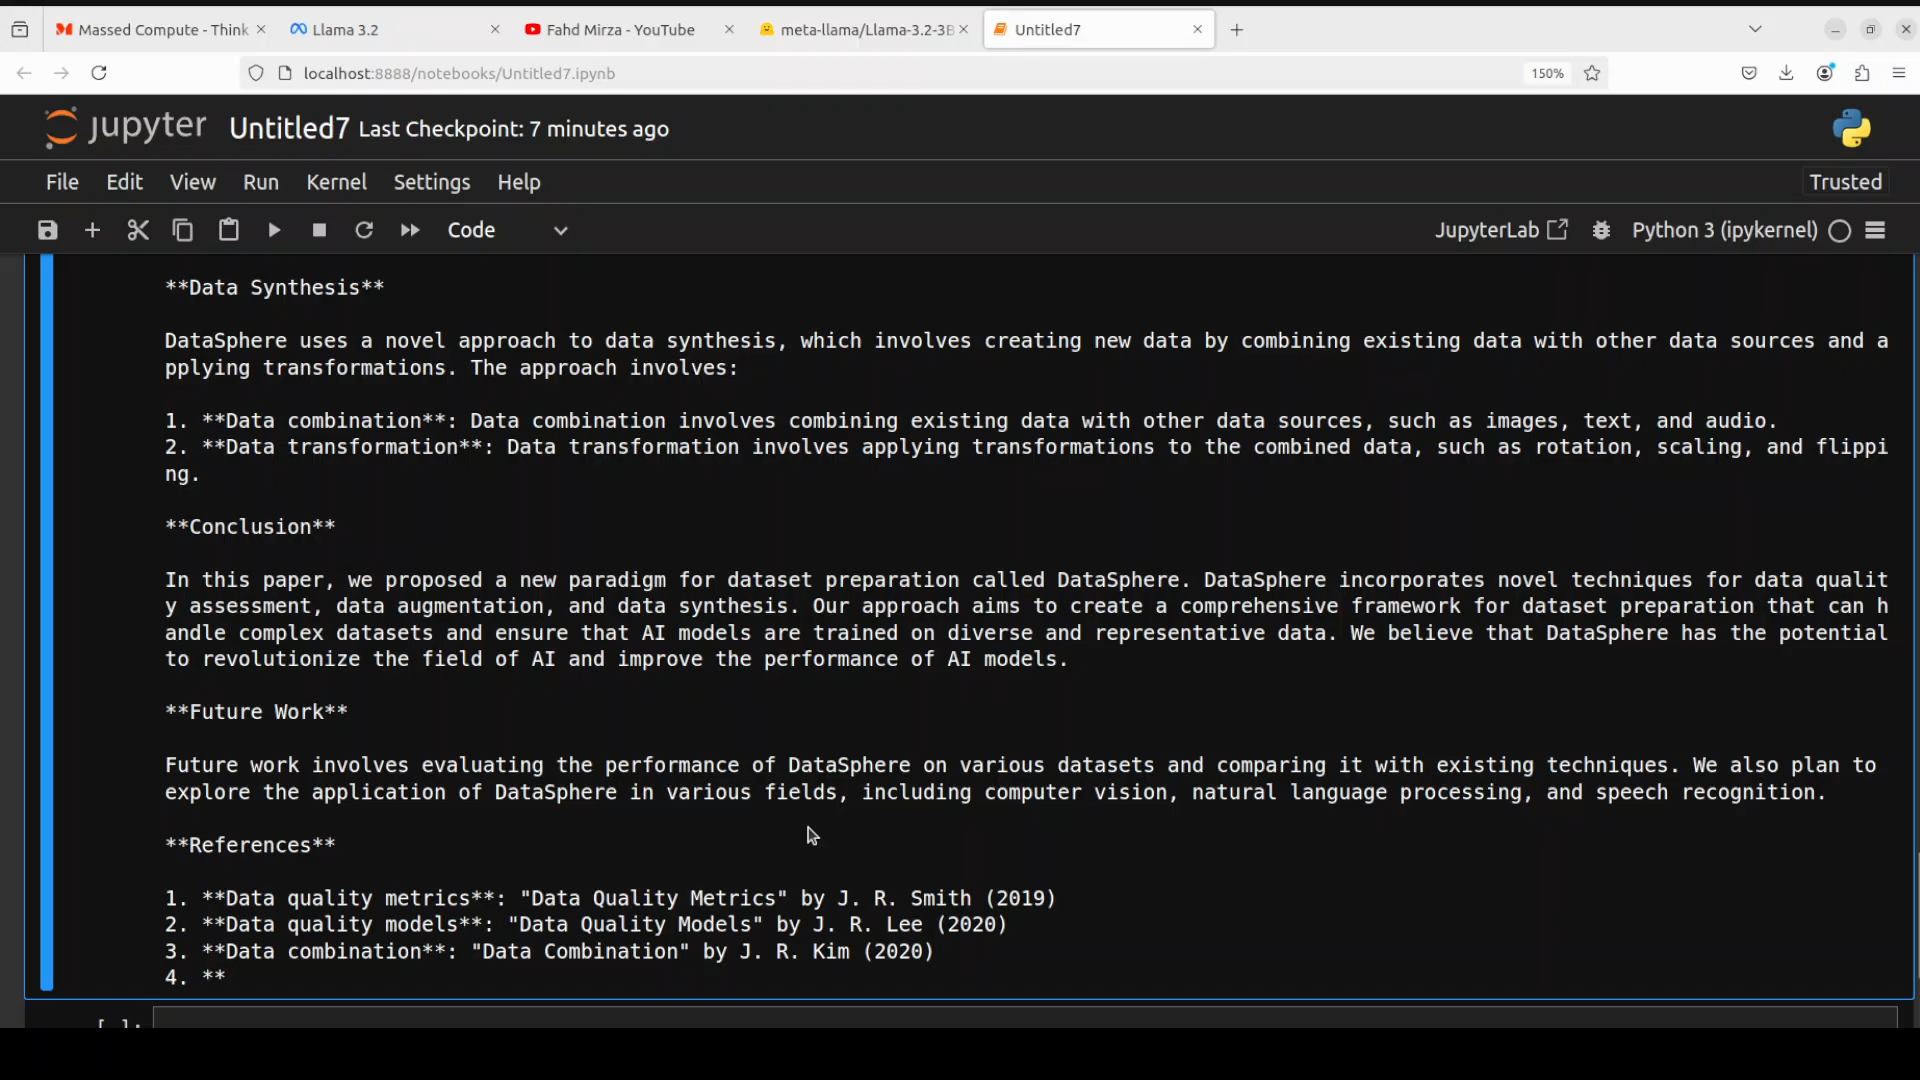 Massed Compute - Think
Llama 3.2
Fahd Mirza - YouTube
meta-llama/Llama-3.2-3B
Untitled7
localhost:8888/notebooks/Untitled7.ipynb
150%
jupyter
Untitled7 Last Checkpoint: 7 minutes ago
File Edit View Run Kernel Settings Help
Trusted
Code
JupyterLab
Python 3 (ipykernel)
**Data Synthesis**
DataSphere uses a novel approach to data synthesis, which involves creating new data by combining existing data with other data sources and a
pplying transformations. The approach involves:
1. **Data combination**: Data combination involves combining existing data with other data sources, such as images, text, and audio.
2. **Data transformation**: Data transformation involves applying transformations to the combined data, such as rotation, scaling, and flippi
ng.
**Conclusion**
In this paper, we proposed a new paradigm for dataset preparation called DataSphere. DataSphere incorporates novel techniques for data qualit
y assessment, data augmentation, and data synthesis. Our approach aims to create a comprehensive framework for dataset preparation that can h
andle complex datasets and ensure that AI models are trained on diverse and representative data. We believe that DataSphere has the potential
to revolutionize the field of AI and improve the performance of AI models.
**Future Work**
Future work involves evaluating the performance of DataSphere on various datasets and comparing it with existing techniques. We also plan to
explore the application of DataSphere in various fields, including computer vision, natural language processing, and speech recognition.
**References**
1. **Data quality metrics**: "Data Quality Metrics" by J. R. Smith (2019)
2. **Data quality models**: "Data Quality Models" by J. R. Lee (2020)
3. **Data combination**: "Data Combination" by J. R. Kim (2020)
4. **
[ ]: